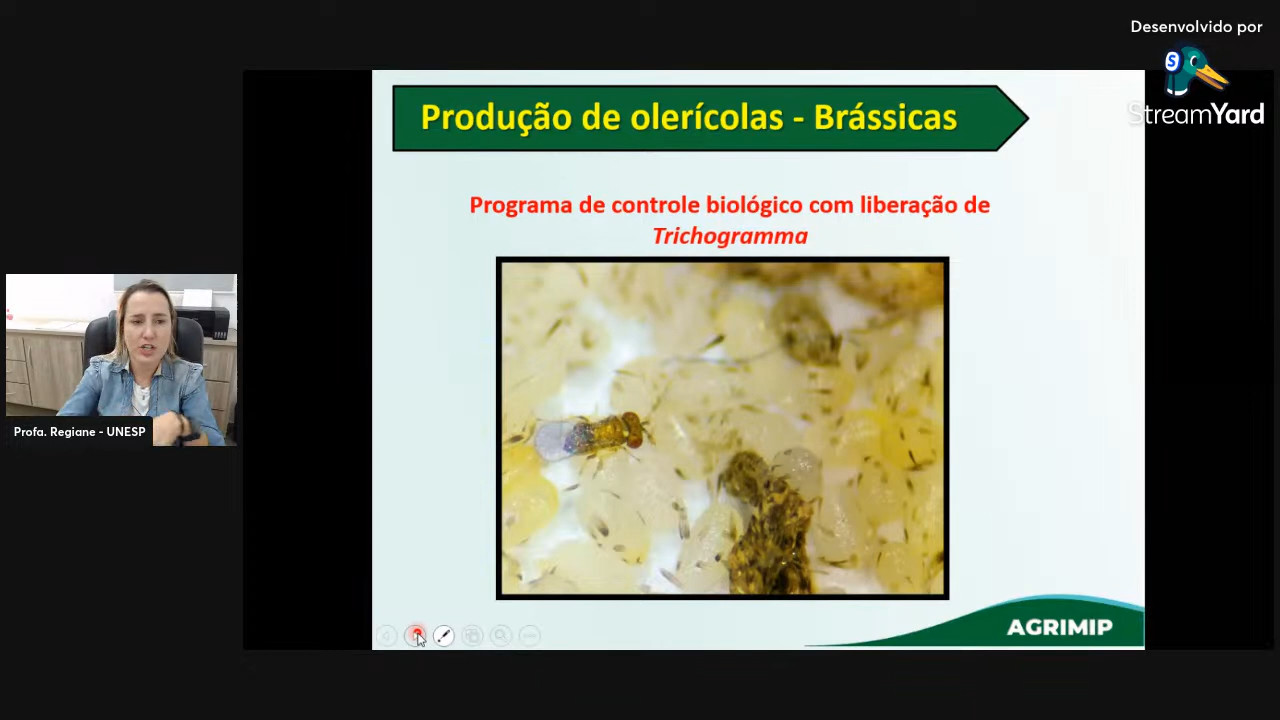 Desenvolvido por
StreamYard
Produção de olerícolas - Brássicas
Programa de controle biológico com liberação de
Trichogramma
Profa. Regiane - UNESP
AGRIMIP